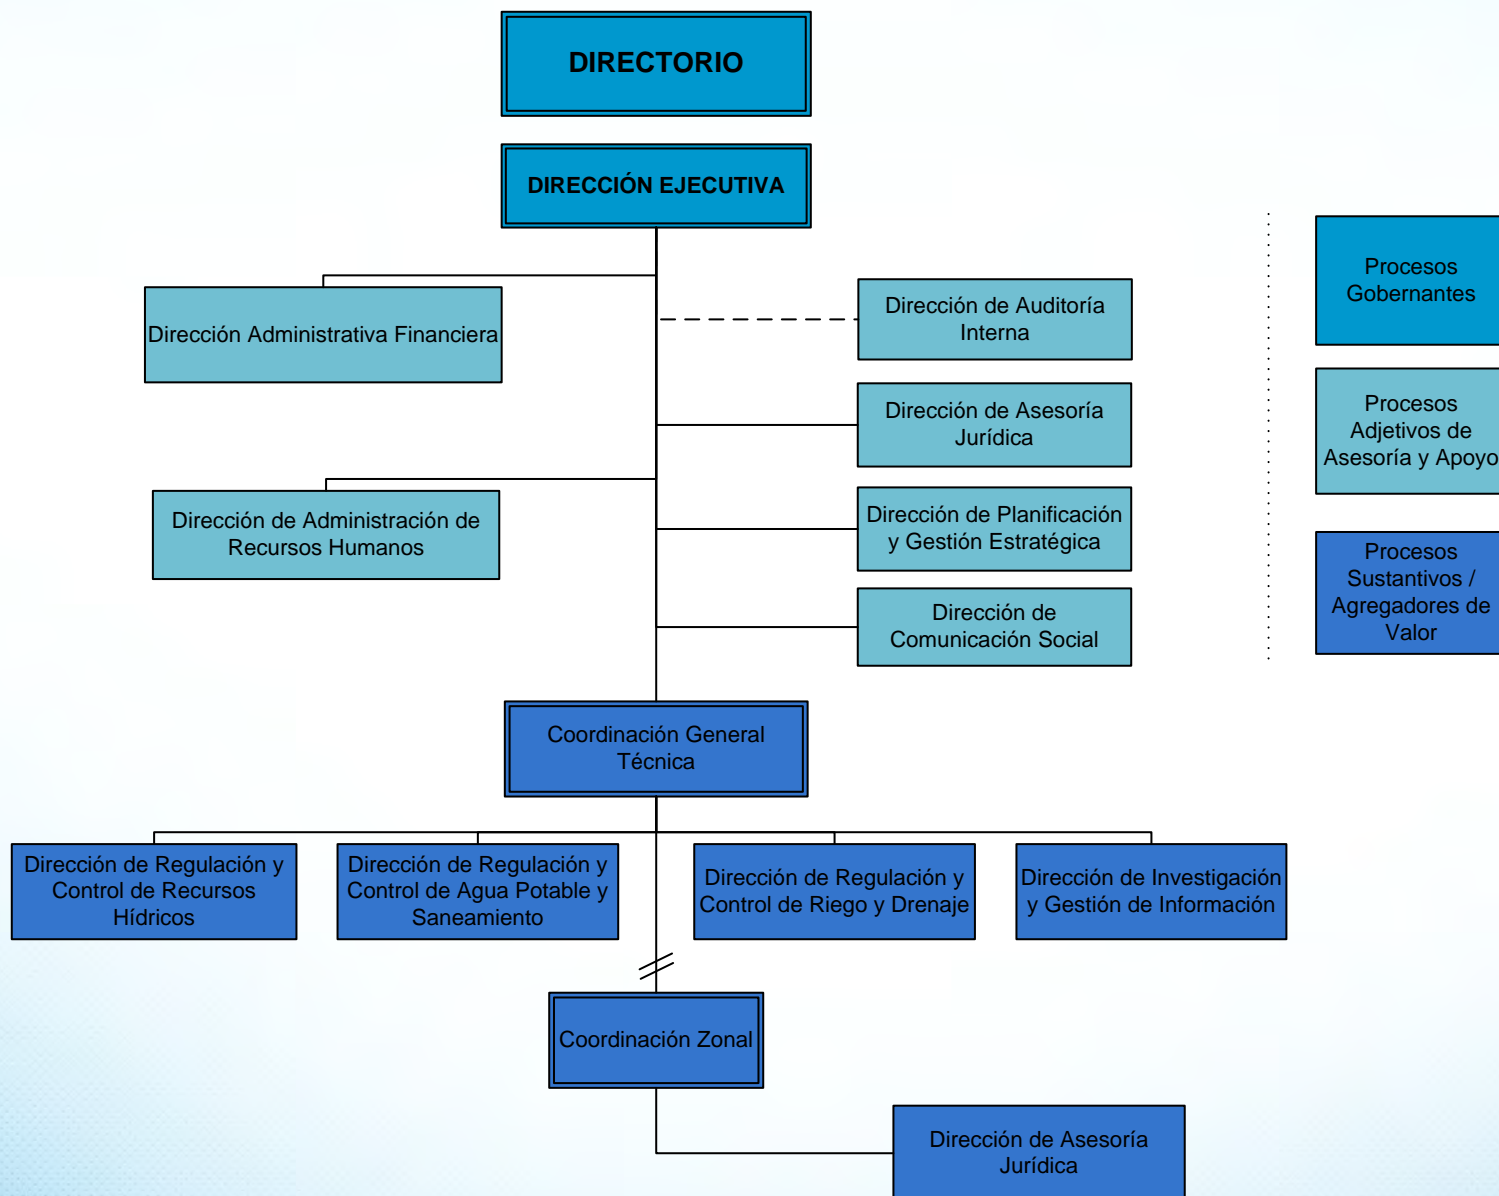 DIRECTORIO
DIRECCIÓN EJECUTIVA
Dirección Administrativa Financiera
Dirección de Auditoría
Interna
Dirección de Asesoría
Jurídica
Dirección de Administración de
Recursos Humanos
Dirección de Planificación
y Gestión Estratégica
Dirección de
Comunicación Social
Procesos
Gobernantes
Procesos
Adjetivos de
Asesoría y Apoyo
Procesos
Sustantivos /
Agregadores de
Valor
Coordinación General
Técnica
Dirección de Regulación y
Control de Recursos
Hídricos
Dirección de Regulación y
Control de Agua Potable y
Saneamiento
Dirección de Regulación y
Control de Riego y Drenaje
Dirección de Investigación
y Gestión de Información
Coordinación Zonal
Dirección de Asesoría
Jurídica